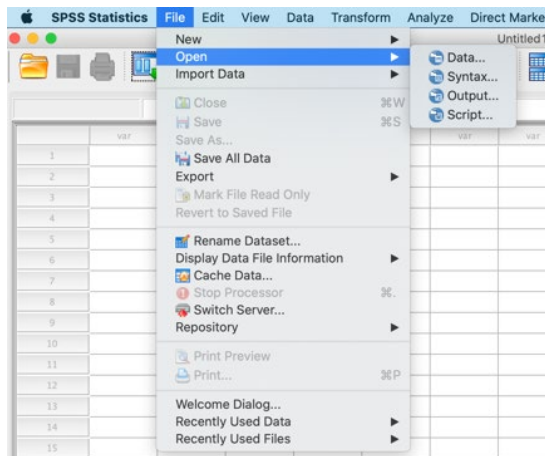 SPSS Statistics File Edit View Data Transform Analyze Direct Marke
Untitled1
New
Open
Import Data
Close ⌘W
Save ⌘S
Save As...
Save All Data
Export
Mark File Read Only
Revert to Saved File
Rename Dataset...
Display Data File Information
Cache Data...
Stop Processor ⌘.
Switch Server...
Repository
Print Preview
Print... ⌘P
Welcome Dialog...
Recently Used Data
Recently Used Files
Data...
Syntax...
Output...
Script...
var var var
1
2
3
4
5
6
7
8
9
10
11
12
13
14
15